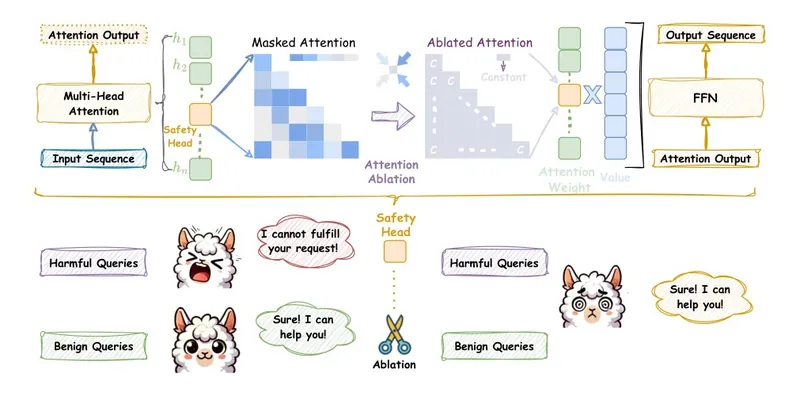 Attention Output
Multi-Head
Attention
Input Sequence
h1
h2
Safety
Head
hn
Masked Attention
Attention
Ablation
Ablated Attention
C
C
C
C
C
Constant
Attention
Weight
X
Value
Output Sequence
FFN
Attention Output
Harmful Queries
I cannot fulfill
your request!
Benign Queries
Sure! I can
help you!
Safety
Head
Ablation
Harmful Queries
Benign Queries
Sure! I can
help you!